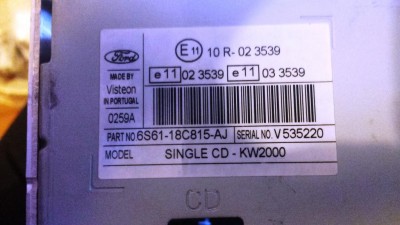 Ford
E 11 10 R - 02 3539
MADE BY
Visteon
IN PORTUGAL
e 11 02 3539 e 11 03 3539
0259A
PART NO 6S61-18C815-AJ SERIAL NO. V 535220
MODEL SINGLE CD - KW2000
CD